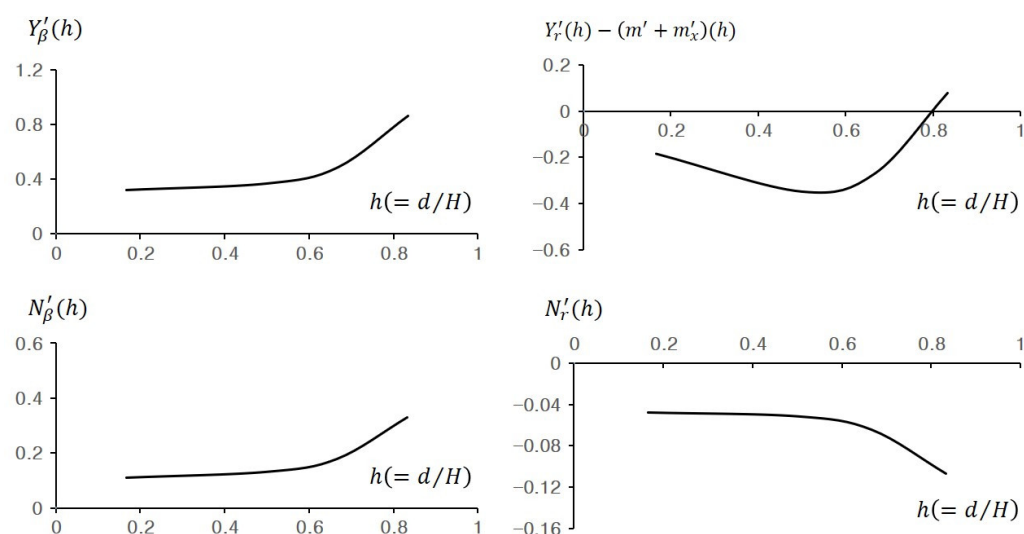 Y′β(h)
1.2
0.8
0.4
0
h(= d/H)
0 0.2 0.4 0.6 0.8 1
Y′r(h) − (m′ + m′x)(h)
0.2
0
0 0.2 0.4 0.6 0.8 1
−0.2
−0.4
h(= d/H)
−0.6
N′β(h)
0.6
0.4
0.2
h(= d/H)
0
0 0.2 0.4 0.6 0.8 1
N′r(h)
0 0.2 0.4 0.6 0.8 1
0
−0.04
−0.08
−0.12
h(= d/H)
−0.16